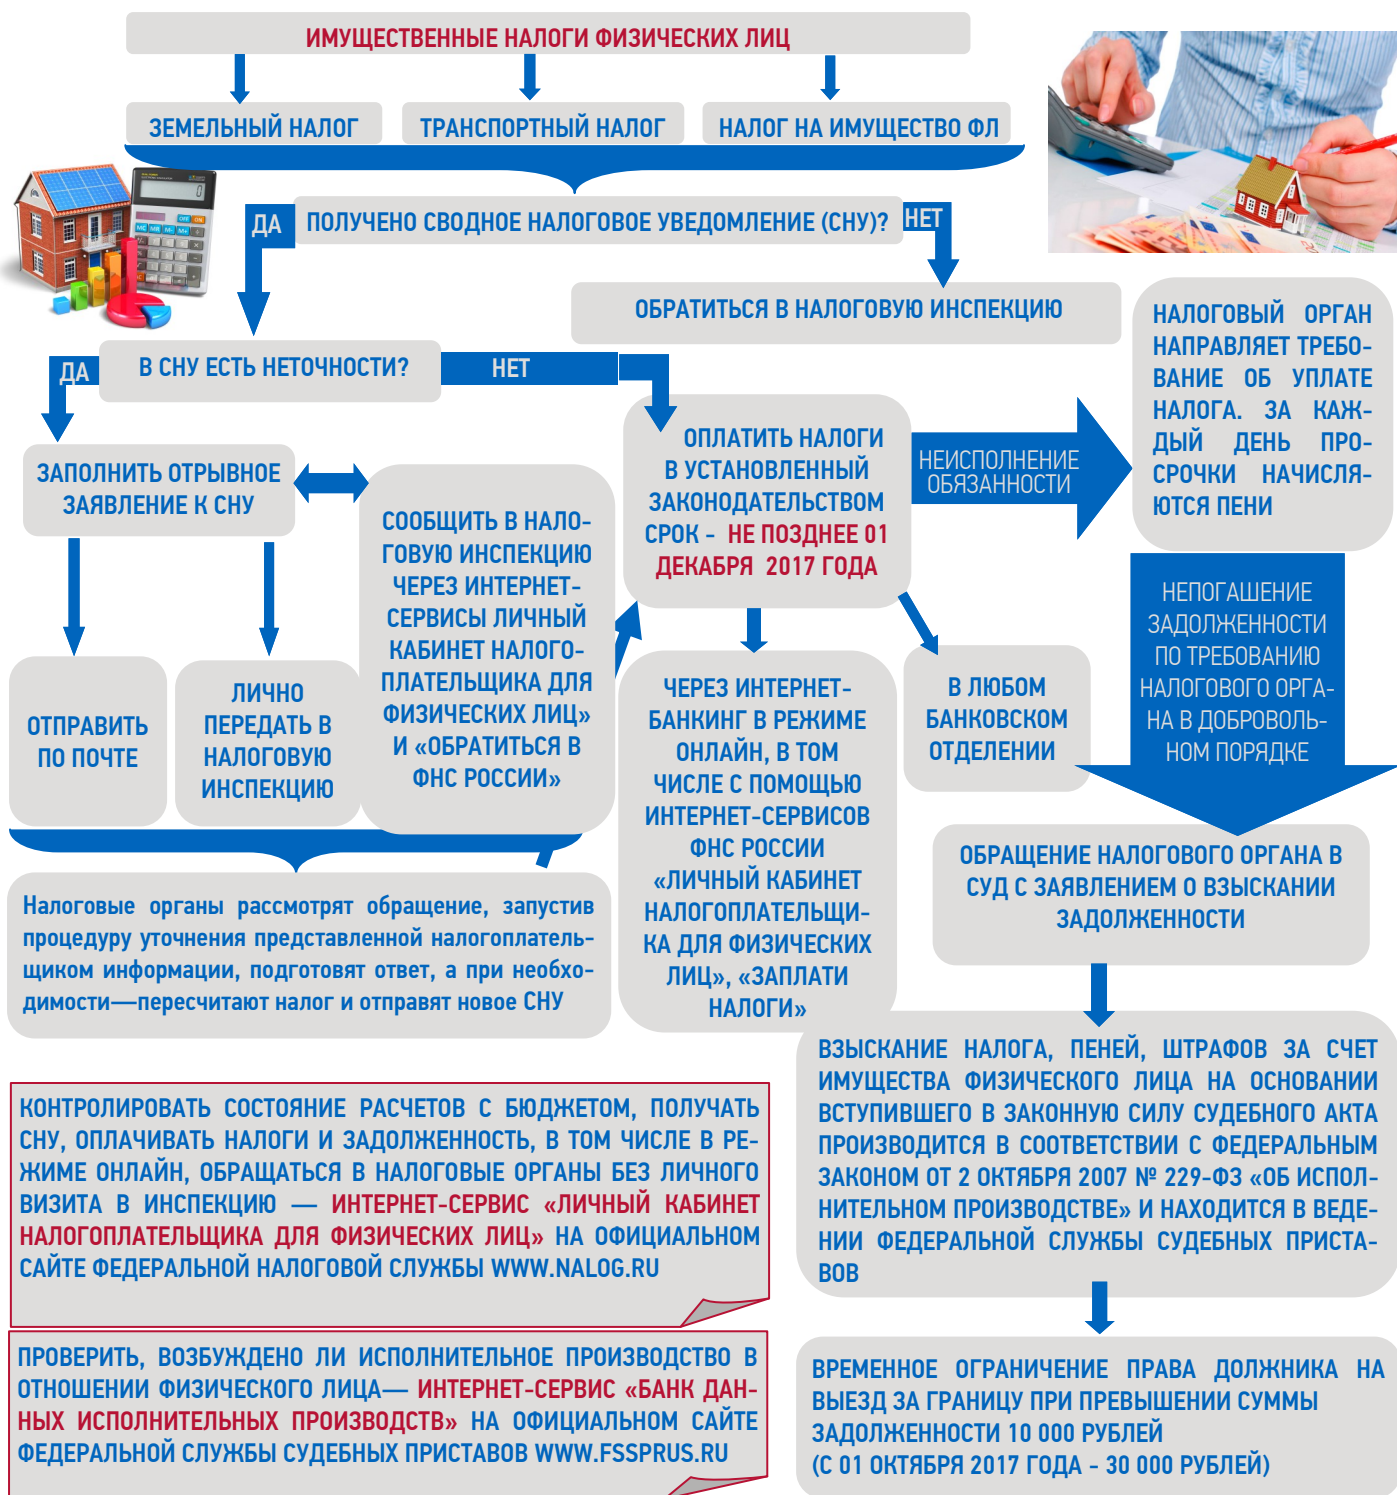 ИМУЩЕСТВЕННЫЕ НАЛОГИ ФИЗИЧЕСКИХ ЛИЦ
ЗЕМЕЛЬНЫЙ НАЛОГ
ТРАНСПОРТНЫЙ НАЛОГ
НАЛОГ НА ИМУЩЕСТВО ФЛ
ДА
ПОЛУЧЕНО СВОДНОЕ НАЛОГОВОЕ УВЕДОМЛЕНИЕ (СНУ)?
НЕТ
ОБРАТИТЬСЯ В НАЛОГОВУЮ ИНСПЕКЦИЮ
ДА
В СНУ ЕСТЬ НЕТОЧНОСТИ?
НЕТ
ЗАПОЛНИТЬ ОТРЫВНОЕ
ЗАЯВЛЕНИЕ К СНУ
ОТПРАВИТЬ
ПО ПОЧТЕ
ЛИЧНО
ПЕРЕДАТЬ В
НАЛОГОВУЮ
ИНСПЕКЦИЮ
СООБЩИТЬ В НАЛО-
ГОВУЮ ИНСПЕКЦИЮ
ЧЕРЕЗ ИНТЕРНЕТ-
СЕРВИСЫ ЛИЧНЫЙ
КАБИНЕТ НАЛОГО-
ПЛАТЕЛЬЩИКА ДЛЯ
ФИЗИЧЕСКИХ ЛИЦ»
И «ОБРАТИТЬСЯ В
ФНС РОССИИ»
Налоговые органы рассмотрят обращение, запустив
процедуру уточнения представленной налогоплатель-
щиком информации, подготовят ответ, а при необхо-
димости—пересчитают налог и отправят новое СНУ
ОПЛАТИТЬ НАЛОГИ
В УСТАНОВЛЕННЫЙ
ЗАКОНОДАТЕЛЬСТВОМ
СРОК - НЕ ПОЗДНЕЕ 01
ДЕКАБРЯ 2017 ГОДА
ЧЕРЕЗ ИНТЕРНЕТ-
БАНКИНГ В РЕЖИМЕ
ОНЛАЙН, В ТОМ
ЧИСЛЕ С ПОМОЩЬЮ
ИНТЕРНЕТ-СЕРВИСОВ
ФНС РОССИИ
«ЛИЧНЫЙ КАБИНЕТ
НАЛОГОПЛАТЕЛЬЩИ-
КА ДЛЯ ФИЗИЧЕСКИХ
ЛИЦ», «ЗАПЛАТИ
НАЛОГИ»
В ЛЮБОМ
БАНКОВСКОМ
ОТДЕЛЕНИИ
НЕИСПОЛНЕНИЕ
ОБЯЗАННОСТИ
НАЛОГОВЫЙ ОРГАН
НАПРАВЛЯЕТ ТРЕБО-
ВАНИЕ ОБ УПЛАТЕ
НАЛОГА. ЗА КАЖ-
ДЫЙ ДЕНЬ ПРО-
СРОЧКИ НАЧИСЛЯ-
ЮТСЯ ПЕНИ
НЕПОГАШЕНИЕ
ЗАДОЛЖЕННОСТИ
ПО ТРЕБОВАНИЮ
НАЛОГОВОГО ОРГА-
НА В ДОБРОВОЛЬ-
НОМ ПОРЯДКЕ
ОБРАЩЕНИЕ НАЛОГОВОГО ОРГАНА В
СУД С ЗАЯВЛЕНИЕМ О ВЗЫСКАНИИ
ЗАДОЛЖЕННОСТИ
ВЗЫСКАНИЕ НАЛОГА, ПЕНЕЙ, ШТРАФОВ ЗА СЧЕТ
ИМУЩЕСТВА ФИЗИЧЕСКОГО ЛИЦА НА ОСНОВАНИИ
ВСТУПИВШЕГО В ЗАКОННУЮ СИЛУ СУДЕБНОГО АКТА
ПРОИЗВОДИТСЯ В СООТВЕТСТВИИ С ФЕДЕРАЛЬНЫМ
ЗАКОНОМ ОТ 2 ОКТЯБРЯ 2007 № 229-ФЗ «ОБ ИСПОЛ-
НИТЕЛЬНОМ ПРОИЗВОДСТВЕ» И НАХОДИТСЯ В ВЕДЕ-
НИИ ФЕДЕРАЛЬНОЙ СЛУЖБЫ СУДЕБНЫХ ПРИСТА-
ВОВ
ВРЕМЕННОЕ ОГРАНИЧЕНИЕ ПРАВА ДОЛЖНИКА НА
ВЫЕЗД ЗА ГРАНИЦУ ПРИ ПРЕВЫШЕНИИ СУММЫ
ЗАДОЛЖЕННОСТИ 10 000 РУБЛЕЙ
(С 01 ОКТЯБРЯ 2017 ГОДА - 30 000 РУБЛЕЙ)
КОНТРОЛИРОВАТЬ СОСТОЯНИЕ РАСЧЕТОВ С БЮДЖЕТОМ, ПОЛУЧАТЬ
СНУ, ОПЛАЧИВАТЬ НАЛОГИ И ЗАДОЛЖЕННОСТЬ, В ТОМ ЧИСЛЕ В РЕ-
ЖИМЕ ОНЛАЙН, ОБРАЩАТЬСЯ В НАЛОГОВЫЕ ОРГАНЫ БЕЗ ЛИЧНОГО
ВИЗИТА В ИНСПЕКЦИЮ — ИНТЕРНЕТ-СЕРВИС «ЛИЧНЫЙ КАБИНЕТ
НАЛОГОПЛАТЕЛЬЩИКА ДЛЯ ФИЗИЧЕСКИХ ЛИЦ» НА ОФИЦИАЛЬНОМ
САЙТЕ ФЕДЕРАЛЬНОЙ НАЛОГОВОЙ СЛУЖБЫ WWW.NALOG.RU
ПРОВЕРИТЬ, ВОЗБУЖДЕНО ЛИ ИСПОЛНИТЕЛЬНОЕ ПРОИЗВОДСТВО В
ОТНОШЕНИИ ФИЗИЧЕСКОГО ЛИЦА— ИНТЕРНЕТ-СЕРВИС «БАНК ДАН-
НЫХ ИСПОЛНИТЕЛЬНЫХ ПРОИЗВОДСТВ» НА ОФИЦИАЛЬНОМ САЙТЕ
ФЕДЕРАЛЬНОЙ СЛУЖБЫ СУДЕБНЫХ ПРИСТАВОВ WWW.FSSPRUS.RU